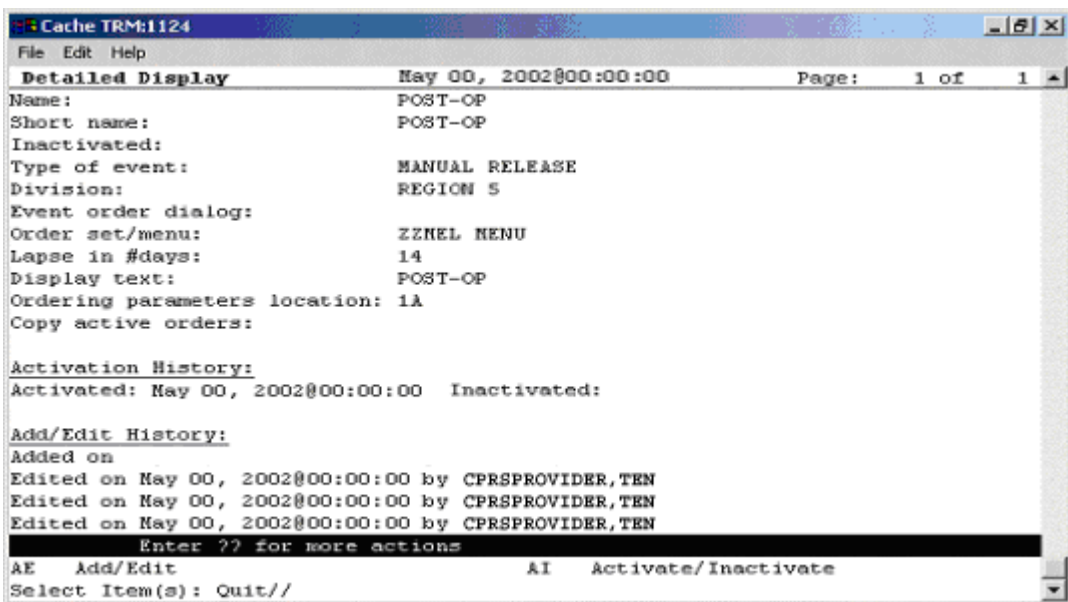 Cache TRM:1124
File Edit Help
Detailed Display May 00, 2002@00:00:00 Page: 1 of 1
Name: POST-OP
Short name: POST-OP
Inactivated:
Type of event: MANUAL RELEASE
Division: REGION 5
Event order dialog:
Order set/menu: ZZMEL MENU
Lapse in #days: 14
Display text: POST-OP
Ordering parameters location: 1A
Copy active orders:
Activation History:
Activated: May 00, 2002@00:00:00 Inactivated:
Add/Edit History:
Added on
Edited on May 00, 2002@00:00:00 by CPRSPROVIDER,TEN
Edited on May 00, 2002@00:00:00 by CPRSPROVIDER,TEN
Edited on May 00, 2002@00:00:00 by CPRSPROVIDER,TEN
Enter ?? for more actions
AE Add/Edit AI Activate/Inactivate
Select Item(s): Quit//